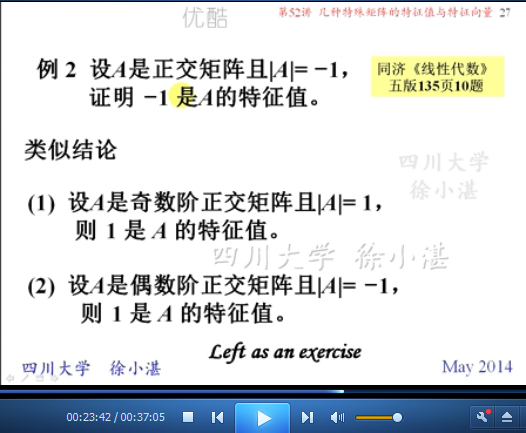 优酷
第52讲 几种特殊矩阵的特征值与特征向量 27
例 2 设A是正交矩阵且|A|= −1，
证明 −1 是A的特征值。
同济《线性代数》
五版135页10题
类似结论
四川大学
徐小湛
(1) 设A是奇数阶正交矩阵且|A|= 1，
则 1 是 A 的特征值。
四川大学 徐小湛
(2) 设A是偶数阶正交矩阵且|A|= −1，
则 1 是 A 的特征值。
Left as an exercise
四川大学 徐小湛
May 2014
00:23:42 / 00:37:05